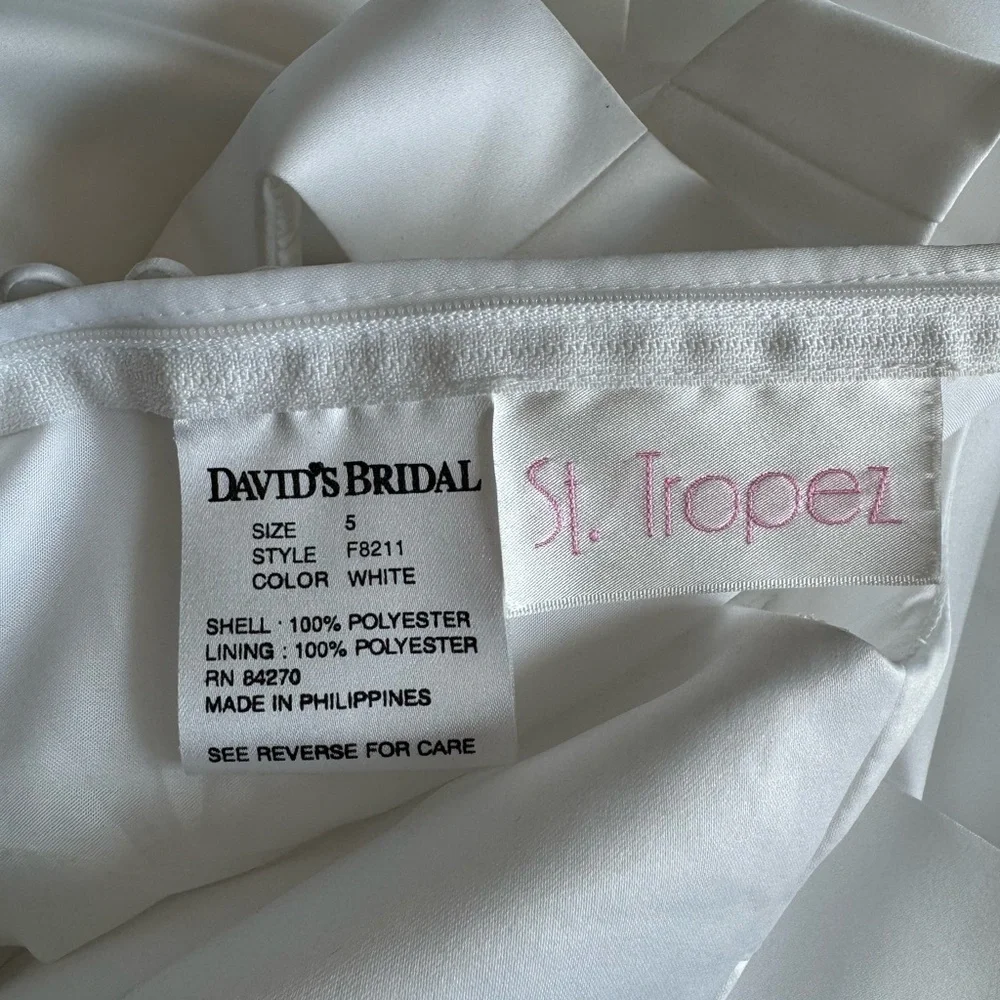 DAVID'S BRIDAL
SIZE 5
STYLE F8211
COLOR WHITE
SHELL : 100% POLYESTER
LINING : 100% POLYESTER
RN 84270
MADE IN PHILIPPINES
SEE REVERSE FOR CARE
St. Tropez